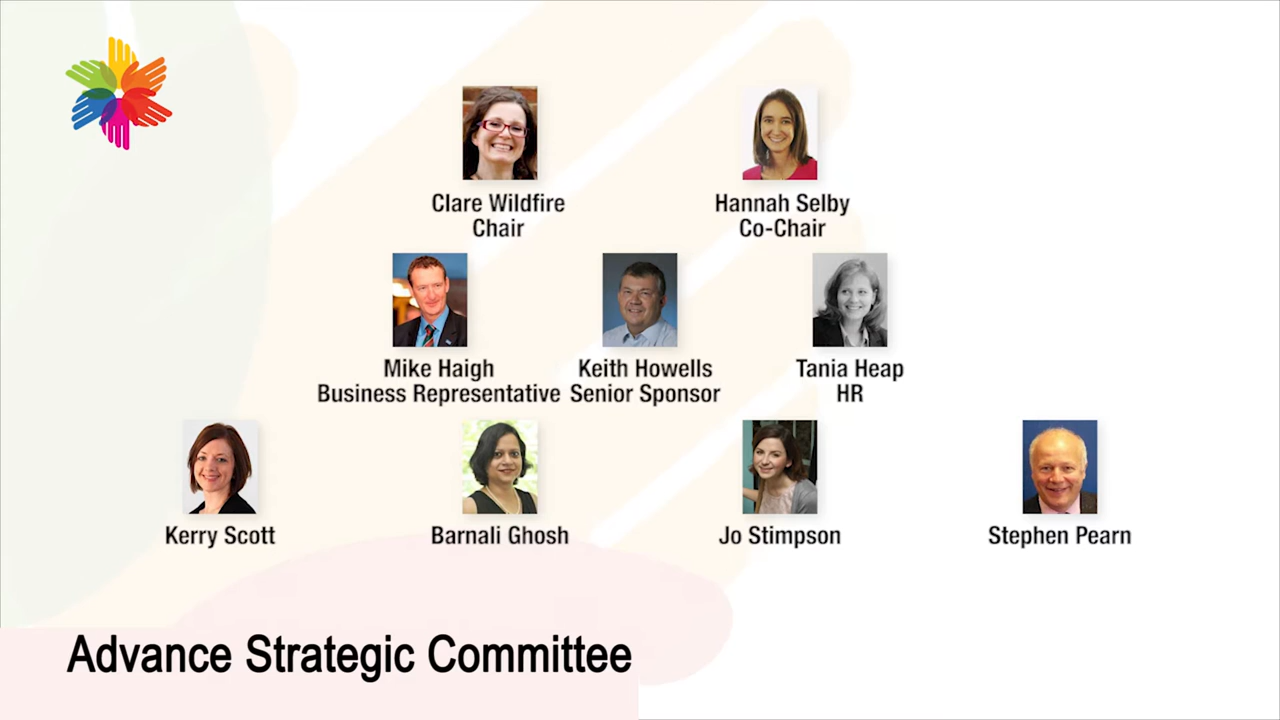 Clare Wildfire
Chair
Hannah Selby
Co-Chair
Mike Haigh
Business Representative
Keith Howells
Senior Sponsor
Tania Heap
HR
Kerry Scott
Barnali Ghosh
Jo Stimpson
Stephen Pearn
Advance Strategic Committee